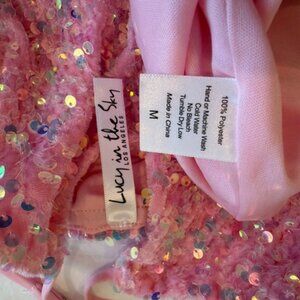 Lucy in the Sky
LOS ANGELES
100% Polyester
Hand or Machine Wash
Cold Water
No Bleach
Tumble Dry Low
Made in China
M